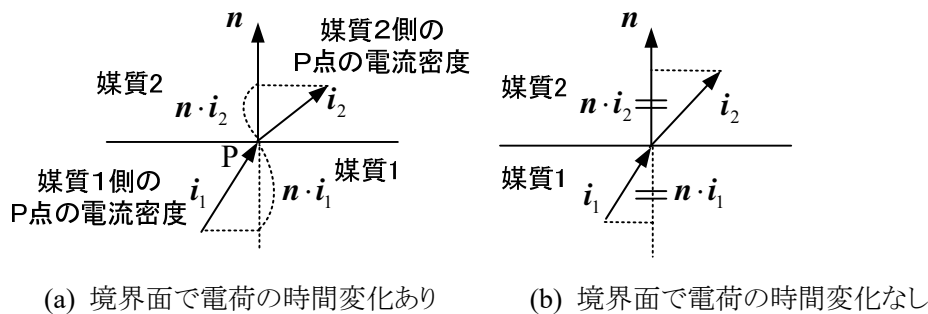 n
媒質2側の
P点の電流密度
媒質2
n · i₂
i₂
P
媒質1
媒質1側の
P点の電流密度
i₁
n · i₁
(a) 境界面で電荷の時間変化あり
n
媒質2
n · i₂
i₂
媒質1
i₁
n · i₁
(b) 境界面で電荷の時間変化なし